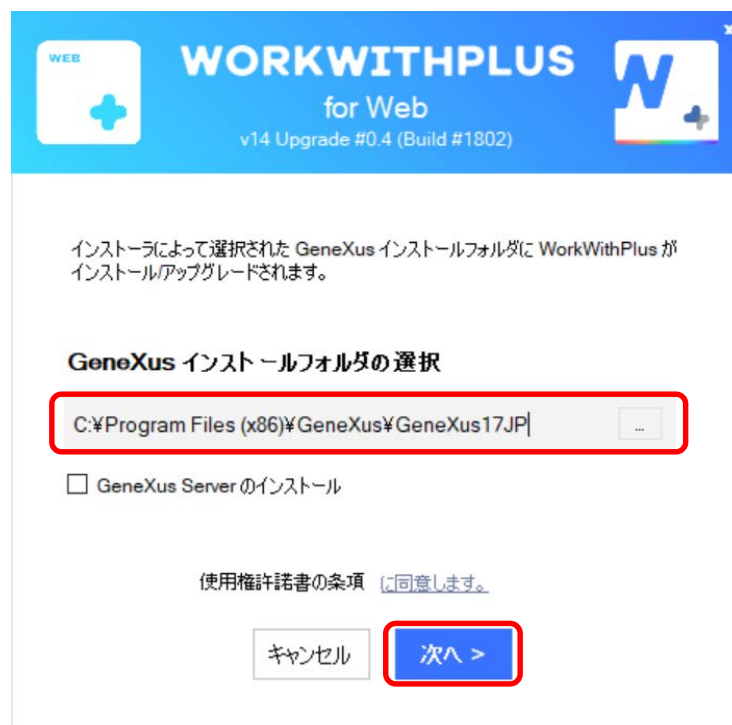 x
WEB
WORKWITHPLUS
for Web
v14 Upgrade #0.4 (Build #1802)
インストーラによって選択された GeneXus インストールフォルダに WorkWithPlus が
インストール/アップグレードされます。
GeneXus インストールフォルダの選択
C:¥Program Files (x86)¥GeneXus¥GeneXus17JP
...
GeneXus Server のインストール
使用権許諾書の条項 に同意します。
キャンセル
次へ >